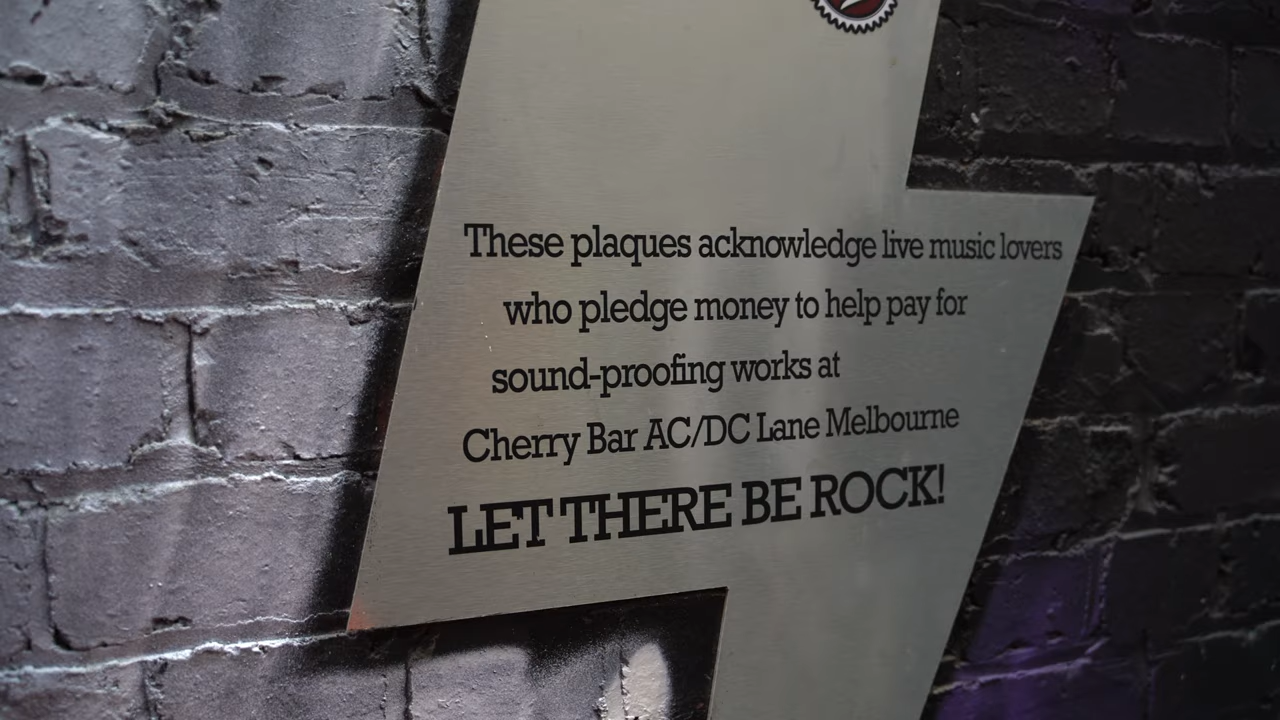 These plaques acknowledge live music lovers
who pledge money to help pay for
sound-proofing works at
Cherry Bar AC/DC Lane Melbourne
LET THERE BE ROCK!